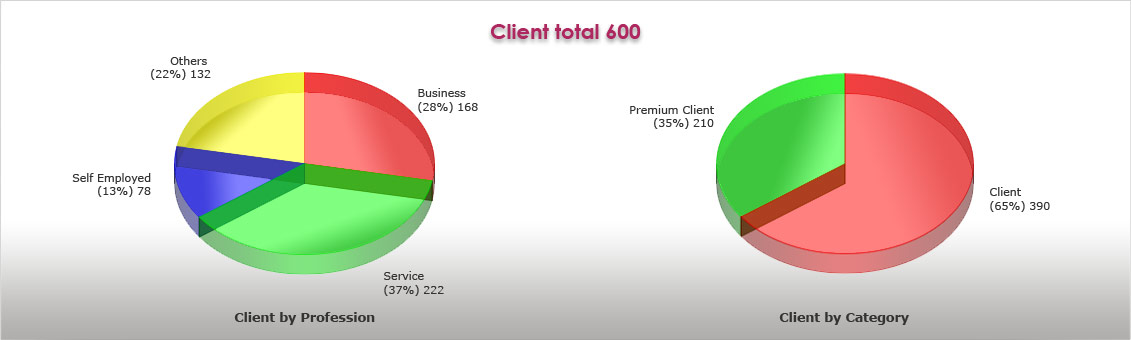 Client total 600
Others
(22%) 132
Business
(28%) 168
Self Employed
(13%) 78
Service
(37%) 222
Client by Profession
Premium Client
(35%) 210
Client
(65%) 390
Client by Category